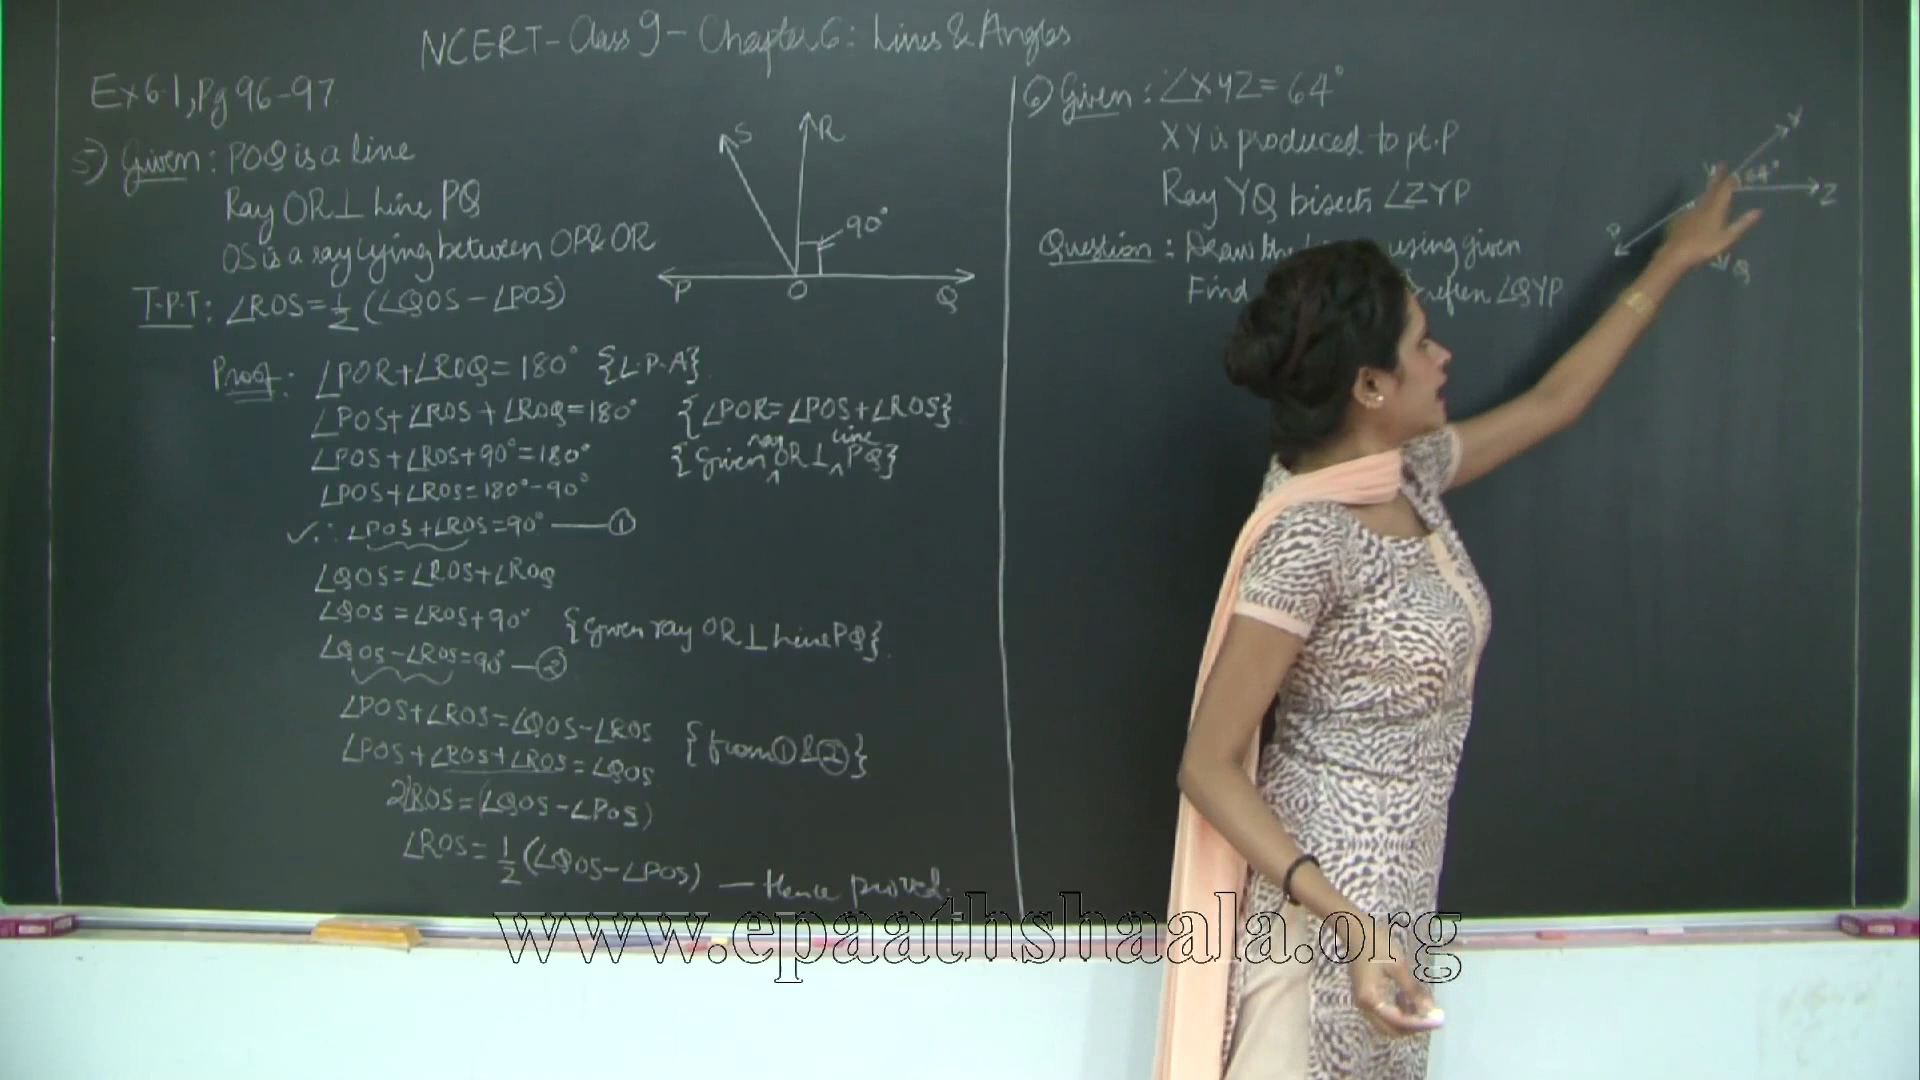 NCERT - Class 9 - Chapter 6 : Lines & Angles
Ex 6.1, Pg 96-97
5) Given : POQ is a line
Ray OR ⊥ Line PQ
OS is a ray lying between OP & OR
T.P.T : ∠ROS = 1/2 (∠QOS - ∠POS)
S
R
90°
P
O
Q
Proof : ∠POR + ∠ROQ = 180° {L.P.A}
∠POS + ∠ROS + ∠ROQ = 180° {∠POR = ∠POS + ∠ROS}
∠POS + ∠ROS + 90° = 180° {Given ray OR ⊥ line PQ}
∠POS + ∠ROS = 180° - 90°
✓∴ ∠POS + ∠ROS = 90° — ①
∠QOS = ∠ROS + ∠ROQ
∠QOS = ∠ROS + 90° {Given ray OR ⊥ Line PQ}
∠QOS - ∠ROS = 90° — ②
∠POS + ∠ROS = ∠QOS - ∠ROS {from ① & ②}
∠POS + ∠ROS + ∠ROS = ∠QOS
2ROS = (∠QOS - ∠POS)
∠ROS = 1/2 (∠QOS - ∠POS) — Hence proved.
6) Given : ∠XYZ = 64°
XY is produced to pt. P
Ray YQ bisects ∠ZYP
Question : Draw the using given
Find reflex ∠QYP
64°
Z
P
Q
www.epaathshaala.org